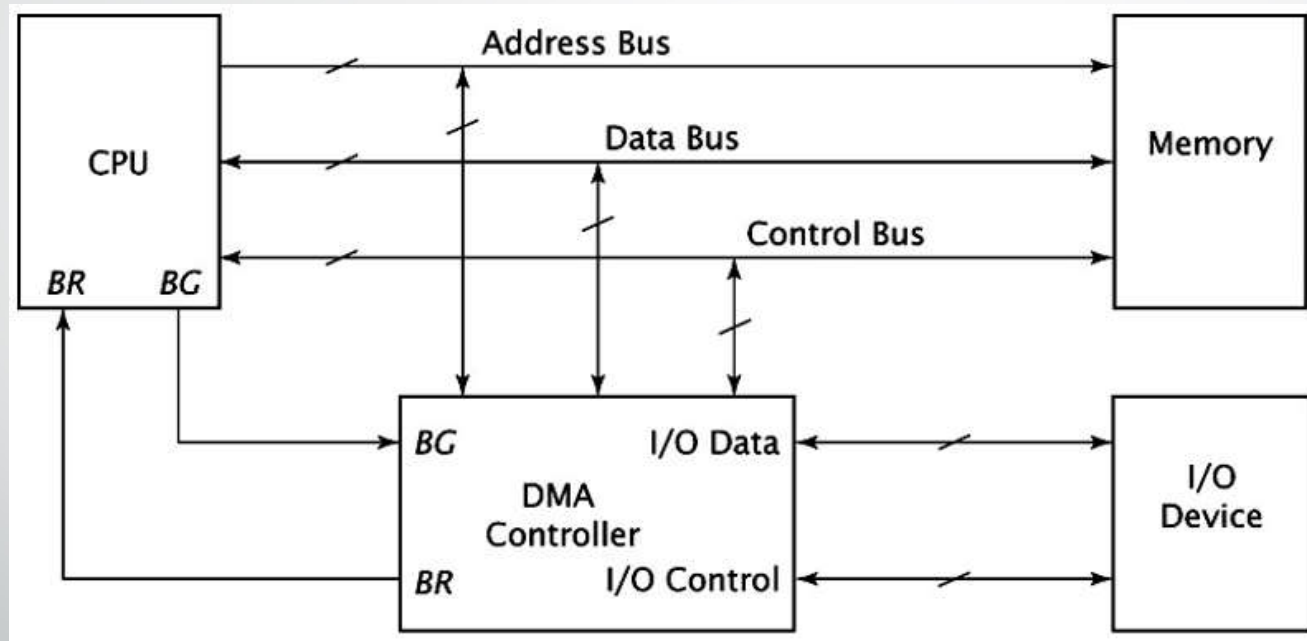 Address Bus
Data Bus
CPU
Memory
Control Bus
BR BG
BG I/O Data
DMA
Controller
I/O
Device
BR I/O Control